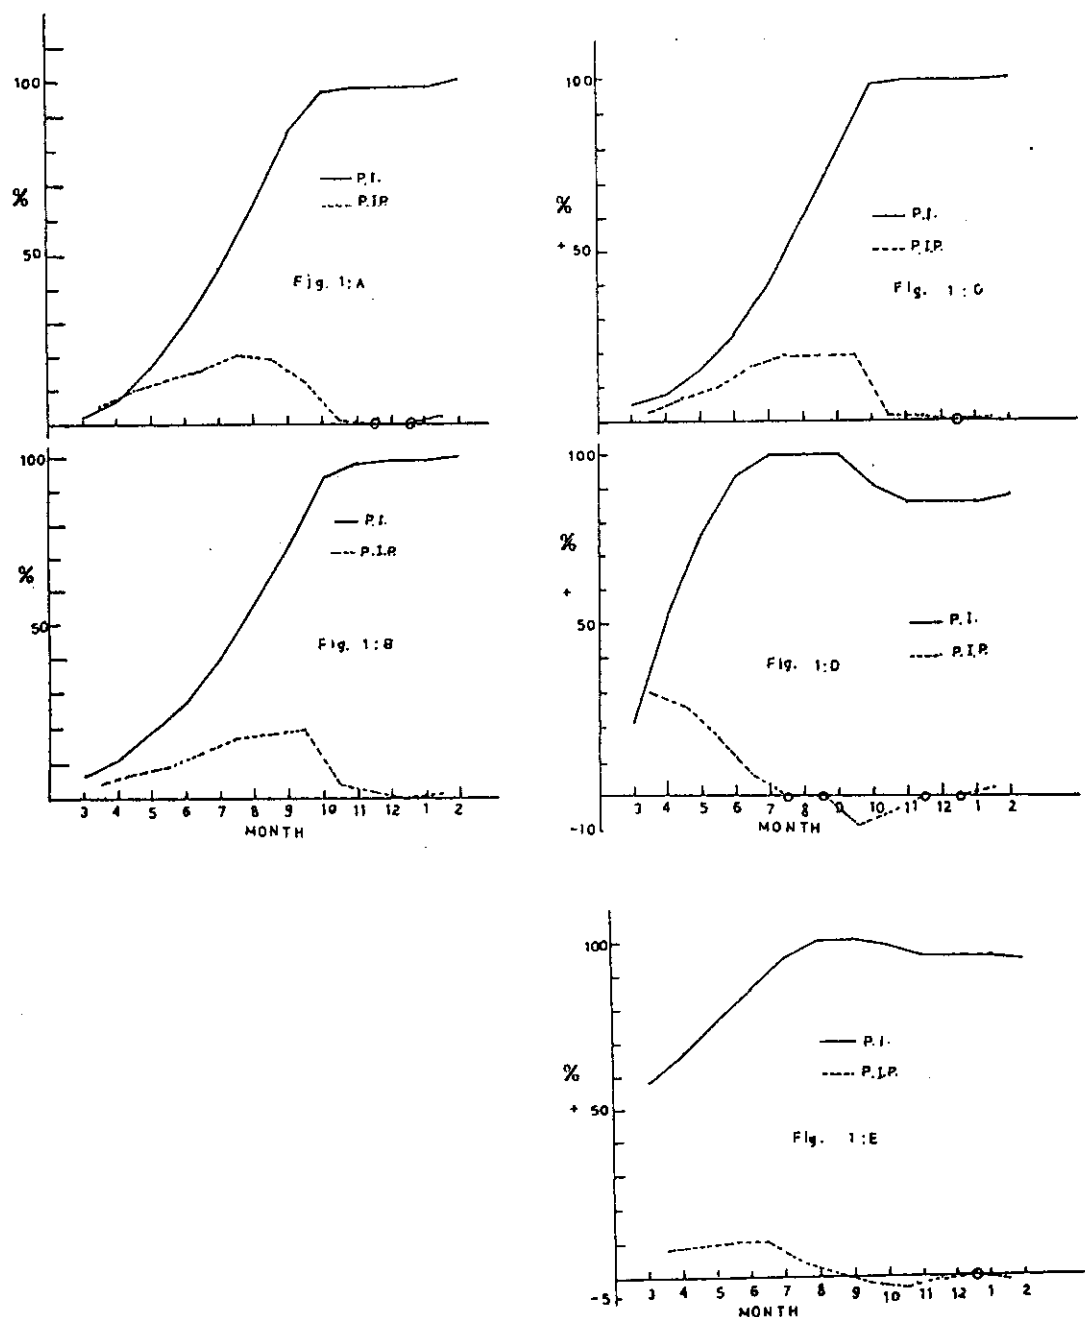 100
50
%
P.I.
P.I.P.
Fig. 1:A
100
50
%
+
P.I.
P.I.P.
Fig. 1:C
100
50
%
P.I.
P.I.P.
Fig. 1:B
3 4 5 6 7 8 9 10 11 12 1 2
MONTH
100
50
-10
%
+
P.I.
P.I.P.
Fig. 1:D
3 4 5 6 7 8 9 10 11 12 1 2
MONTH
100
50
-5
%
+
P.I.
P.I.P.
Fig. 1:E
3 4 5 6 7 8 9 10 11 12 1 2
MONTH